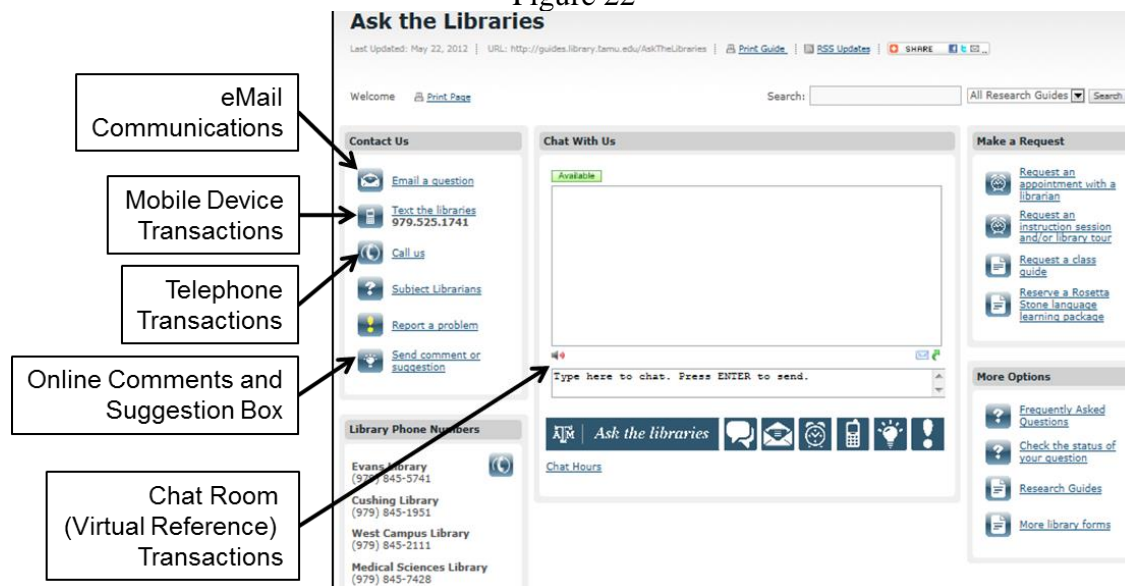 Figure 22
Ask the Libraries
Last Updated: May 22, 2012 | URL: http://guides.library.tamu.edu/AskTheLibraries | Print Guide | RSS Updates | SHARE
Welcome Print Page
Search: All Research Guides Search
eMail
Communications
Mobile Device
Transactions
Telephone
Transactions
Online Comments and
Suggestion Box
Chat Room
(Virtual Reference)
Transactions
Contact Us
Email a question
Text the libraries
979.525.1741
Call us
Subject Librarians
Report a problem
Send comment or
suggestion
Library Phone Numbers
Evans Library
(979) 845-5741
Cushing Library
(979) 845-1951
West Campus Library
(979) 845-2111
Medical Sciences Library
(979) 845-7428
Chat With Us
Available
Type here to chat. Press ENTER to send.
ATM | Ask the libraries
Chat Hours
Make a Request
Request an
appointment with a
librarian
Request an
instruction session
and/or library tour
Request a class
guide
Reserve a Rosetta
Stone language
learning package
More Options
Frequently Asked
Questions
Check the status of
your question
Research Guides
More library forms